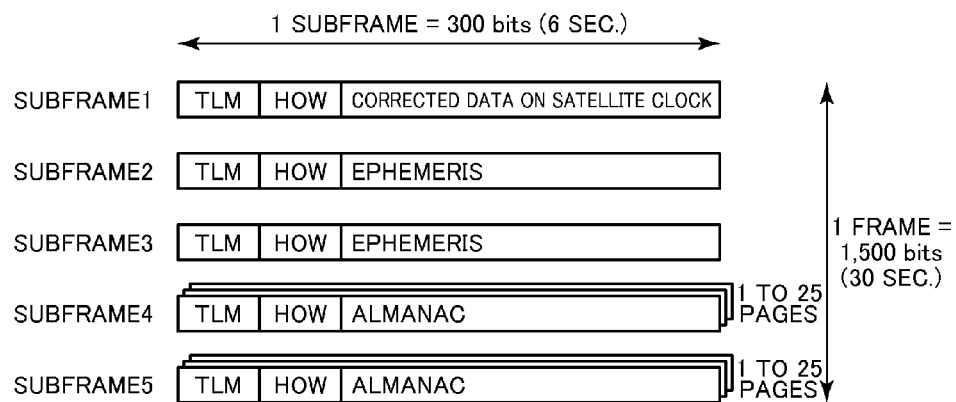 1 SUBFRAME = 300 bits (6 SEC.)
SUBFRAME1 TLM HOW CORRECTED DATA ON SATELLITE CLOCK
SUBFRAME2 TLM HOW EPHEMERIS
SUBFRAME3 TLM HOW EPHEMERIS
1 FRAME =
1,500 bits
(30 SEC.)
SUBFRAME4 TLM HOW ALMANAC
1 TO 25
PAGES
SUBFRAME5 TLM HOW ALMANAC
1 TO 25
PAGES